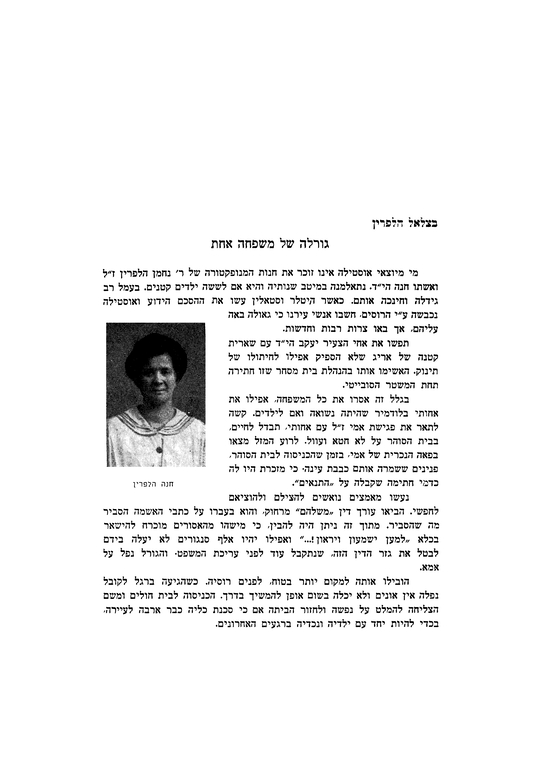 בצלאל הלפרין
גורלה של משפחה אחת
מי מיוצאי אוסטילה אינו זוכר את חנות המנופקטורה של ר׳ נחמן הלפרין ז״ל
ואשתו חנה הי״ד. נתאלמנה במיטב שנותיה והיא אם לששה ילדים קטנים. בעמל רב
גידלה וחינכה אותם. כאשר היטלר וסטאלין עשו את ההסכם הידוע ואוסטילה
נכבשה ע״י הרוסים, חשבו אנשי עירנו כי גאולה באה
עליהם, אך באו צרות רבות וחדשות.
תפשו את אחי הצעיר יעקב הי״ד עם שארית
קטנה של אריג שלא הספיק אפילו לחיתולו של
תינוק. האשימו אותו בהנהלת בית מסחר שזו חתירה
תחת המשטר הסובייטי.
בגלל זה אסרו את כל המשפחה, אפילו את
אחותי בלודמיר שהיתה נשואה ואם לילדים. קשה
לתאר את פגישת אמי ז״ל עם אחותי, תבדל לחיים,
בבית הסוהר על לא חטא ועוול. לרוע המזל מצאו
בפאה הנכרית של אמי, בזמן שהכניסוה לבית הסוהר,
פנינים ששמרה אותם כבבת עינה, כי מזכרת היו לה
כדמי חתימה שקבלה על ״התנאים״.
חנה הלפרין
נעשו מאמצים נואשים להצילם ולהוציאם
לחפשי. הביאו עורך דין ״משלהם״ מרחוק, והוא בעברו על כתבי האשמה הסביר
מה שהסביר. מתוך זה ניתן היה להבין, כי מישהו מהאסורים מוכרח להישאר
בכלא ״למען ישמעון ויראון!...״ ואפילו יהיו אלף סנגורים לא יעלה בידם
לבטל את גזר הדין הזה, שנתקבל עוד לפני עריכת המשפט. והגורל נפל על
אמא.
הובילו אותה למקום יותר בטוח, לפנים רוסיה. כשהגיעה ברגל לקובל
נפלה אין אונים ולא יכלה בשום אופן להמשיך בדרך. הכניסוה לבית חולים ומשם
הצליחה להמלט על נפשה ולחזור הביתה אם כי סכנת כליה כבר ארבה לעיירה,
בכדי להיות יחד עם ילדיה ונכדיה ברגעים האחרונים.